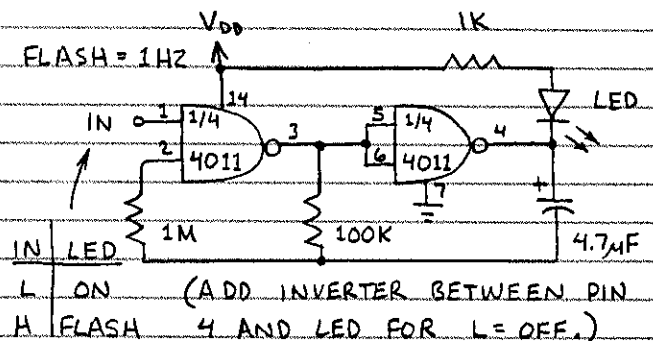 V_DD 1K
FLASH = 1HZ
14 LED
IN 1 1/4 3 5 1/4 4
2 4011 6 4011
7 +
1M 100K 4.7µF
IN LED
L ON (ADD INVERTER BETWEEN PIN
H FLASH 4 AND LED FOR L = OFF.)